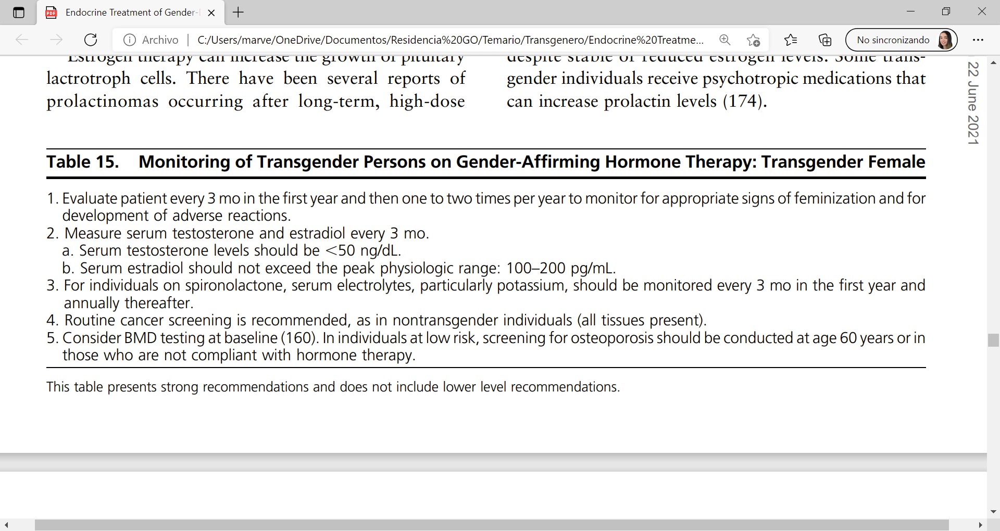 Endocrine Treatment of Gender-
Archivo
C:/Users/marve/OneDrive/Documentos/Residencia%20GO/Temario/Transgenero/Endocrine%20Treatme...
No sincronizando
Estrogen therapy can increase the growth of pituitary
lactrotroph cells. There have been several reports of
prolactinomas occurring after long-term, high-dose
despite stable or reduced estrogen levels. Some trans-
gender individuals receive psychotropic medications that
can increase prolactin levels (174).
22 June 2021
Table 15. Monitoring of Transgender Persons on Gender-Affirming Hormone Therapy: Transgender Female
1. Evaluate patient every 3 mo in the first year and then one to two times per year to monitor for appropriate signs of feminization and for
development of adverse reactions.
2. Measure serum testosterone and estradiol every 3 mo.
a. Serum testosterone levels should be <50 ng/dL.
b. Serum estradiol should not exceed the peak physiologic range: 100–200 pg/mL.
3. For individuals on spironolactone, serum electrolytes, particularly potassium, should be monitored every 3 mo in the first year and
annually thereafter.
4. Routine cancer screening is recommended, as in nontransgender individuals (all tissues present).
5. Consider BMD testing at baseline (160). In individuals at low risk, screening for osteoporosis should be conducted at age 60 years or in
those who are not compliant with hormone therapy.
This table presents strong recommendations and does not include lower level recommendations.